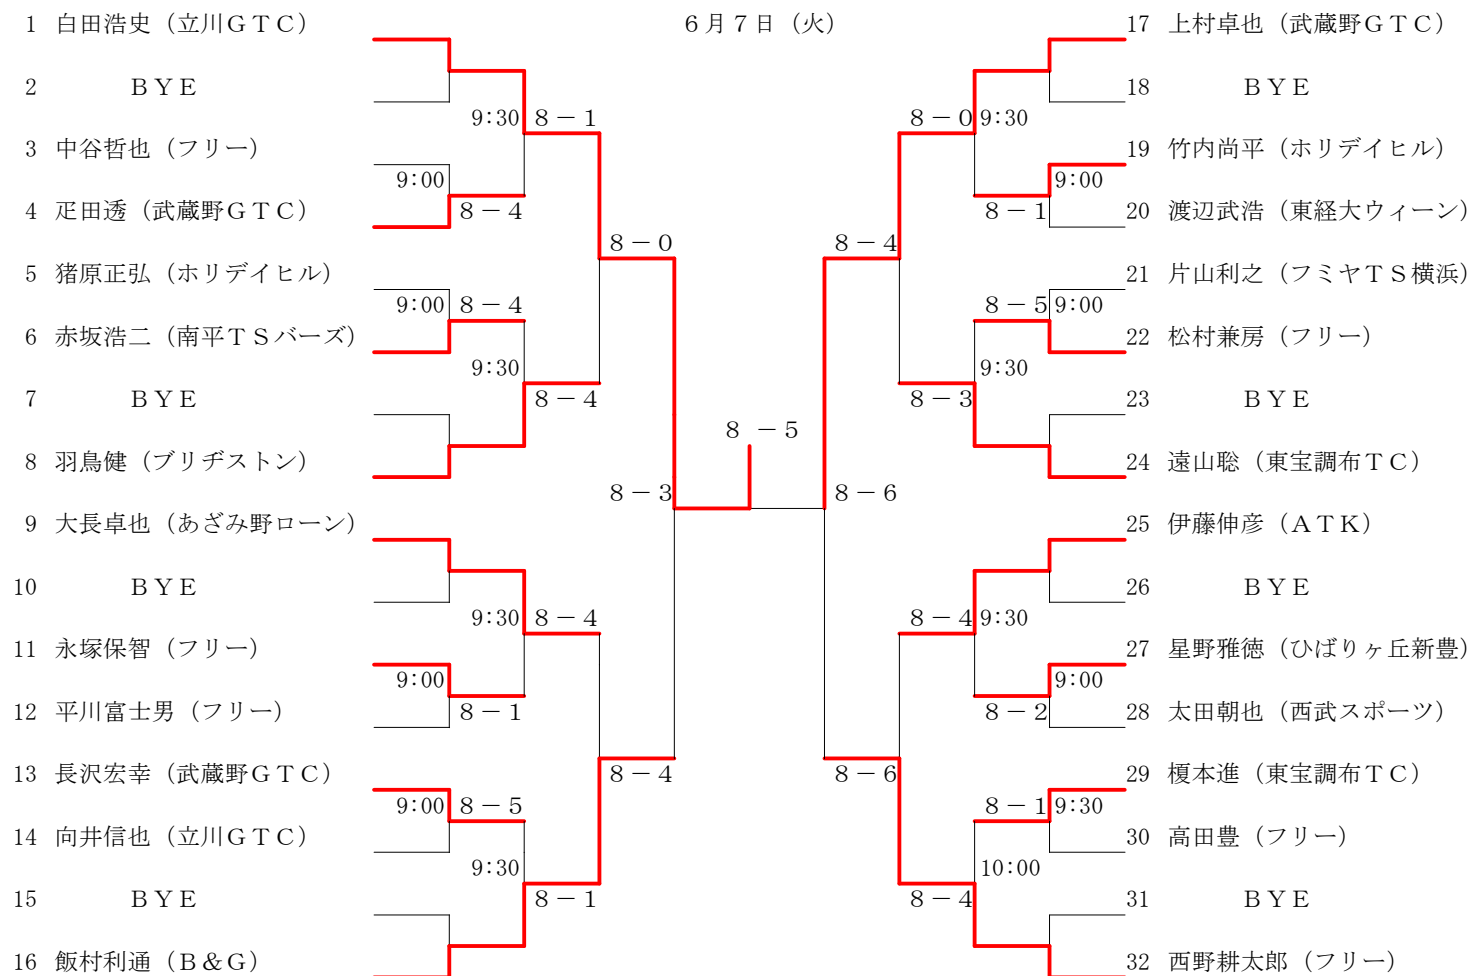 6月7日（火）
1 白田浩史（立川GTC）
2 BYE
9:30 8－1
3 中谷哲也（フリー）
9:00
4 疋田透（武蔵野GTC）
8－4
8－0
5 猪原正弘（ホリデイヒル）
9:00 8－4
6 赤坂浩二（南平TSバーズ）
9:30
7 BYE
8－4
8 羽鳥健（ブリヂストン）
8－3
9 大長卓也（あざみ野ローン）
10 BYE
9:30 8－4
11 永塚保智（フリー）
9:00
12 平川富士男（フリー）
8－1
8－4
13 長沢宏幸（武蔵野GTC）
9:00 8－5
14 向井信也（立川GTC）
9:30
15 BYE
8－1
16 飯村利通（B&G）
8 －5
17 上村卓也（武蔵野GTC）
18 BYE
8－0 9:30
19 竹内尚平（ホリデイヒル）
9:00
20 渡辺武浩（東経大ウィーン）
8－1
8－4
21 片山利之（フミヤTS横浜）
8－5 9:00
22 松村兼房（フリー）
9:30
23 BYE
8－3
24 遠山聡（東宝調布TC）
8－6
25 伊藤伸彦（ATK）
26 BYE
8－4 9:30
27 星野雅徳（ひばりヶ丘新豊）
9:00
28 太田朝也（西武スポーツ）
8－2
8－6
29 榎本進（東宝調布TC）
8－1 9:30
30 高田豊（フリー）
10:00
31 BYE
8－4
32 西野耕太郎（フリー）